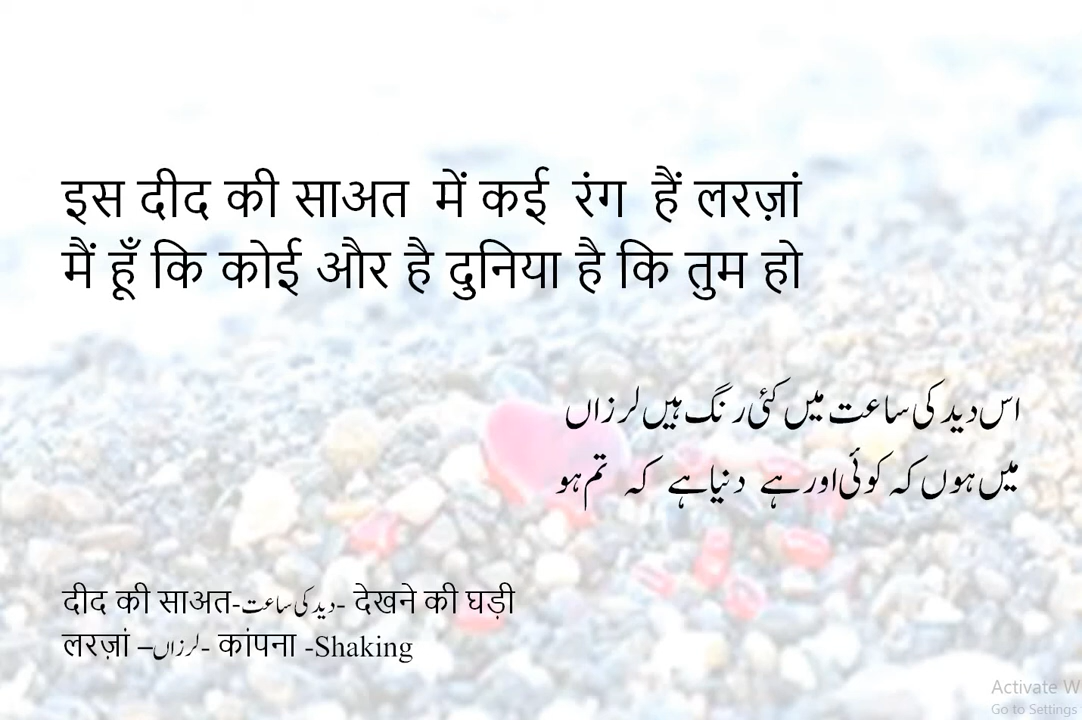 इस दीद की साअत में कई रंग हैं लरज़ां
मैं हूँ कि कोई और है दुनिया है कि तुम हो
اس دید کی ساعت میں کئی رنگ ہیں لرزاں
میں ہوں کہ کوئی اور ہے دنیا ہے کہ تم ہو
दीद की साअत-دید کی ساعت- देखने की घड़ी
लरज़ां –لرزاں- कांपना -Shaking
Activate W
Go to Settings